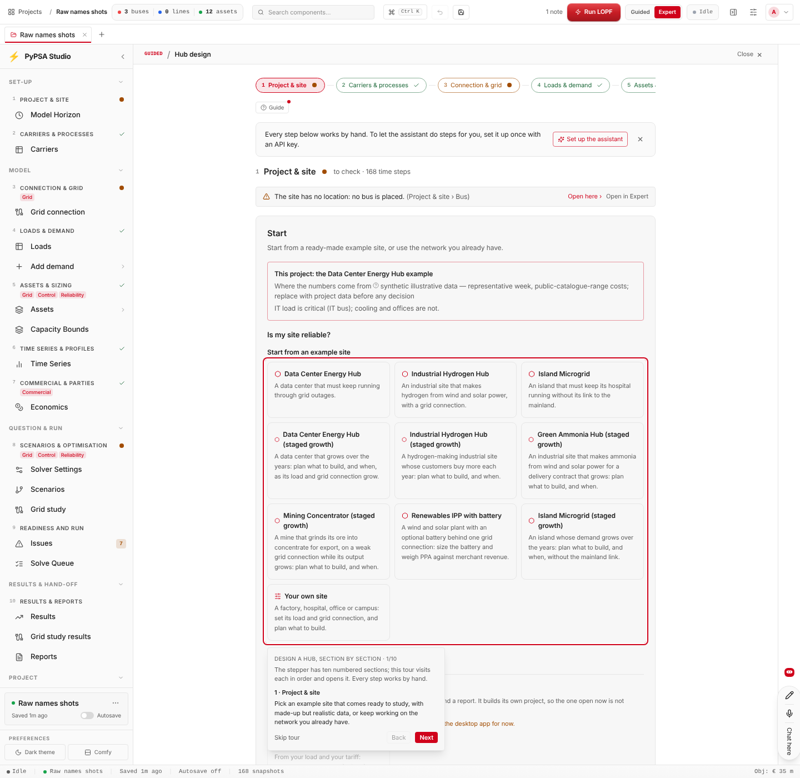 Projects / Raw names shots
3 buses 0 lines 12 assets
Search components...
Ctrl K
1 note
Run LOPF
Guided Expert
Idle
A
Raw names shots
PyPSA Studio
SET-UP
1 PROJECT & SITE
Model Horizon
2 CARRIERS & PROCESSES
Carriers
MODEL
3 CONNECTION & GRID
Grid
Grid connection
4 LOADS & DEMAND
Loads
Add demand
5 ASSETS & SIZING
Grid Control Reliability
Assets
Capacity Bounds
6 TIME SERIES & PROFILES
Time Series
7 COMMERCIAL & PARTIES
Commercial
Economics
QUESTION & RUN
8 SCENARIOS & OPTIMISATION
Grid Control Reliability
Solver Settings
Scenarios
Grid study
9 READINESS AND RUN
Issues 7
Solve Queue
RESULTS & HAND-OFF
10 RESULTS & REPORTS
Results
Grid study results
Reports
PROJECT
Raw names shots
Saved 1m ago Autosave
PREFERENCES
Dark theme Comfy
GUIDED / Hub design
Close
1 Project & site
2 Carriers & processes
3 Connection & grid
4 Loads & demand
5 Assets
Guide
Every step below works by hand. To let the assistant do steps for you, set it up once with
an API key.
Set up the assistant
1 Project & site to check · 168 time steps
The site has no location: no bus is placed. (Project & site › Bus)
Open here › Open in Expert
Start
Start from a ready-made example site, or use the network you already have.
This project: the Data Center Energy Hub example
Where the numbers come from synthetic illustrative data — representative week, public-catalogue-range costs;
replace with project data before any decision
IT load is critical (IT bus); cooling and offices are not.
Is my site reliable?
Start from an example site
Data Center Energy Hub
A data center that must keep running
through grid outages.
Industrial Hydrogen Hub
An industrial site that makes
hydrogen from wind and solar power,
with a grid connection.
Island Microgrid
An island that must keep its hospital
running without its link to the
mainland.
Data Center Energy Hub
(staged growth)
A data center that grows over the
years: plan what to build, and when,
as its load and grid connection grow.
Industrial Hydrogen Hub
(staged growth)
A hydrogen-making industrial site
whose customers buy more each
year: plan what to build, and when.
Green Ammonia Hub (staged
growth)
An industrial site that makes ammonia
from wind and solar power for a
delivery contract that grows: plan
what to build, and when.
Mining Concentrator (staged
growth)
A mine that grinds its ore into
concentrate for export, on a weak
grid connection while its output
grows: plan what to build, and when.
Renewables IPP with battery
A wind and solar plant with an
optional battery behind one grid
connection: size the battery and
weigh PPA against merchant revenue.
Island Microgrid (staged
growth)
An island whose demand grows over
the years: plan what to build, and
when, without the mainland link.
Your own site
A factory, hospital, office or campus:
set its load and grid connection, and
plan what to build.
DESIGN A HUB, SECTION BY SECTION · 1/10
The stepper has ten numbered sections; this tour visits
each in order and opens it. Every step works by hand.
1 · Project & site
Pick an example site that comes ready to study, with
made-up but realistic data, or keep working on the
network you already have.
Skip tour Back Next
nd a report. It builds its own project, so the one open now is not
the desktop app for now.
From your load and your tariff:
Chat here
Idle Raw names shots Saved 1m ago Autosave off 168 snapshots
Obj: € 35 m